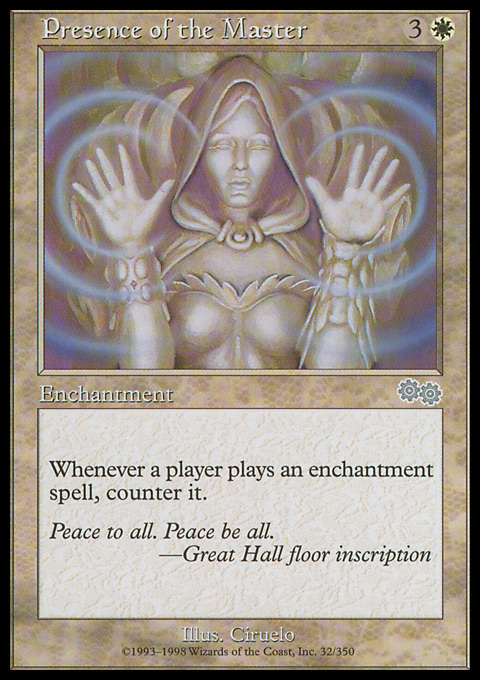 Presence of the Master 3
Enchantment
Whenever a player plays an enchantment
spell, counter it.
Peace to all. Peace be all.
—Great Hall floor inscription
Illus. Ciruelo
©1993–1998 Wizards of the Coast, Inc. 32/350